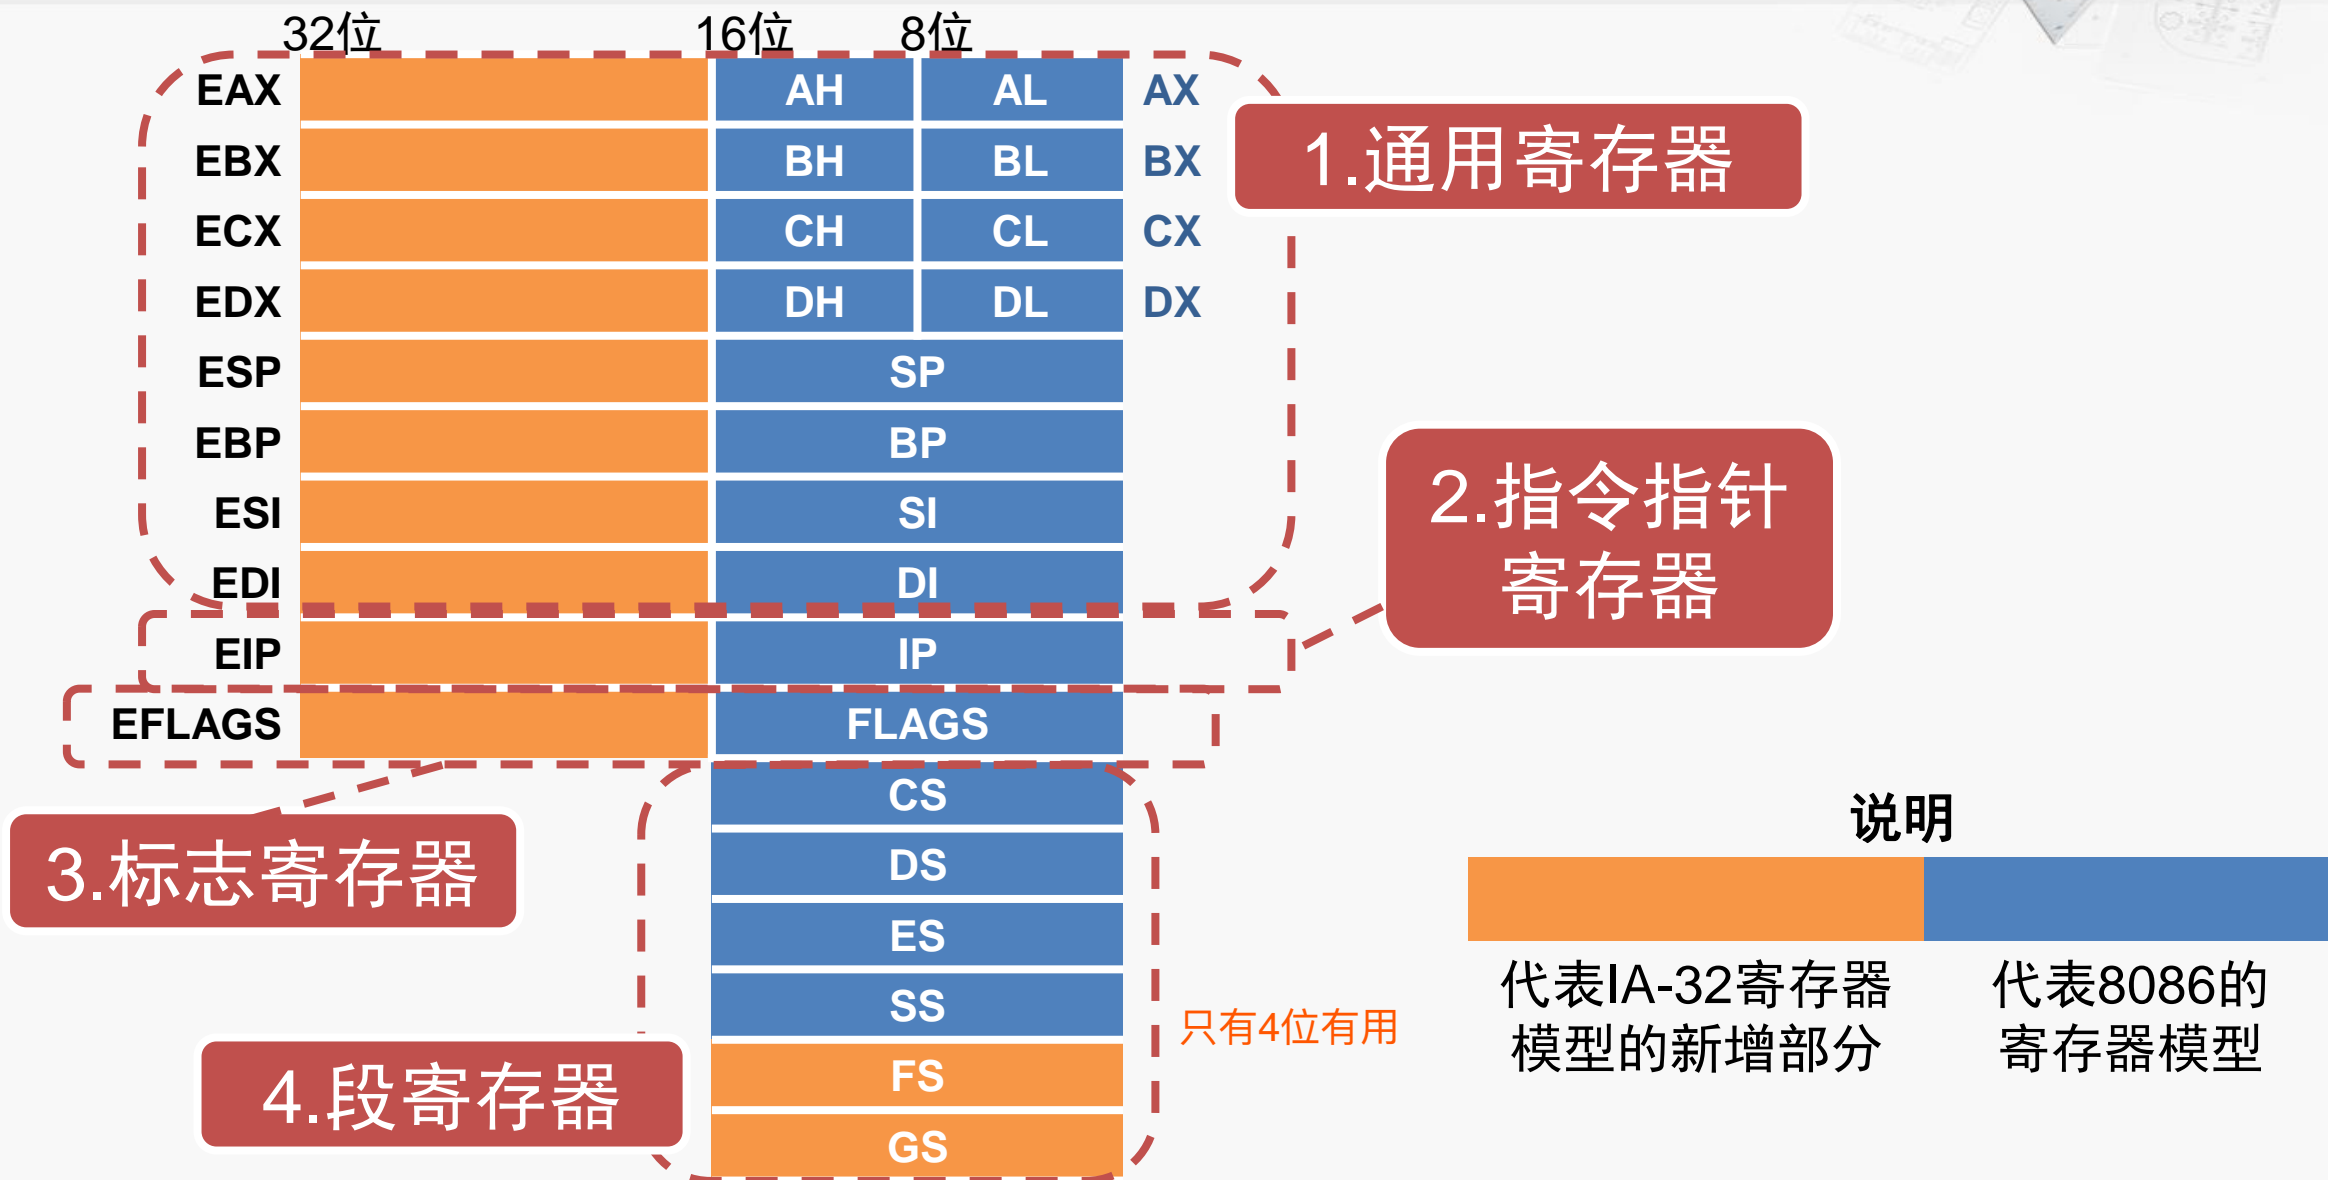 32位 16位 8位
EAX AH AL AX
EBX BH BL BX
ECX CH CL CX
EDX DH DL DX
1.通用寄存器
ESP SP
EBP BP
ESI SI
EDI DI
2.指令指针
寄存器
EIP IP
EFLAGS FLAGS
3.标志寄存器
CS
DS
ES
SS
FS
GS
只有4位有用
4.段寄存器
说明
代表IA-32寄存器
模型的新增部分
代表8086的
寄存器模型